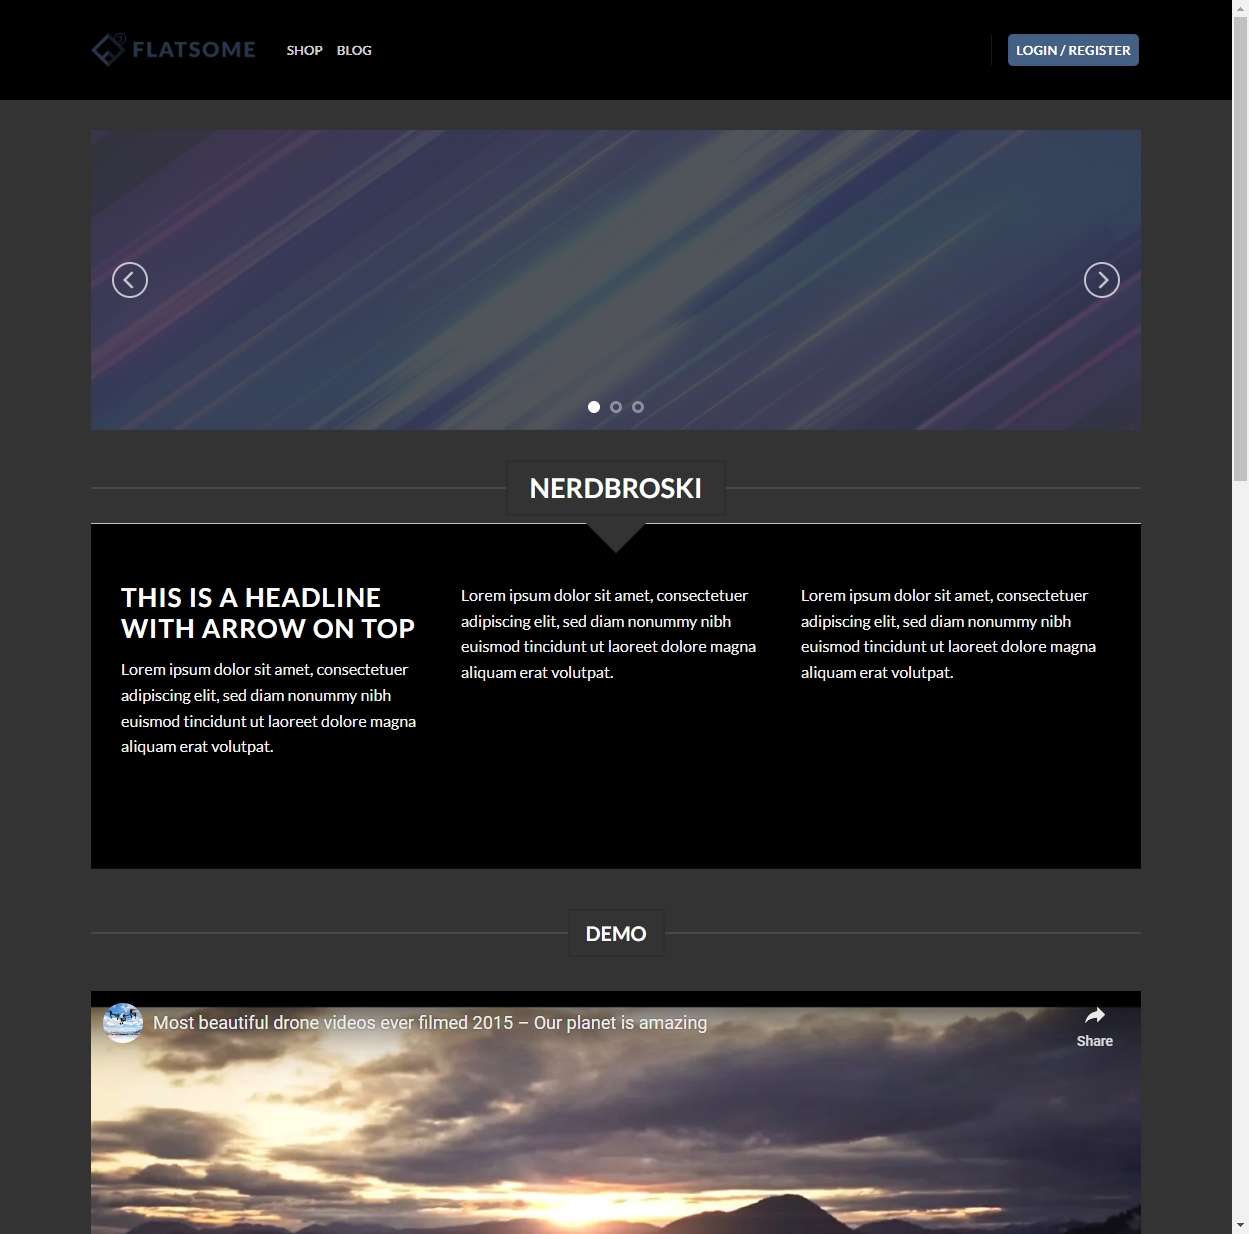 FLATSOME
SHOP
BLOG
LOGIN / REGISTER
NERDBROSKI
THIS IS A HEADLINE
WITH ARROW ON TOP
Lorem ipsum dolor sit amet, consectetuer
adipiscing elit, sed diam nonummy nibh
euismod tincidunt ut laoreet dolore magna
aliquam erat volutpat.
Lorem ipsum dolor sit amet, consectetuer
adipiscing elit, sed diam nonummy nibh
euismod tincidunt ut laoreet dolore magna
aliquam erat volutpat.
Lorem ipsum dolor sit amet, consectetuer
adipiscing elit, sed diam nonummy nibh
euismod tincidunt ut laoreet dolore magna
aliquam erat volutpat.
DEMO
Most beautiful drone videos ever filmed 2015 – Our planet is amazing
Share